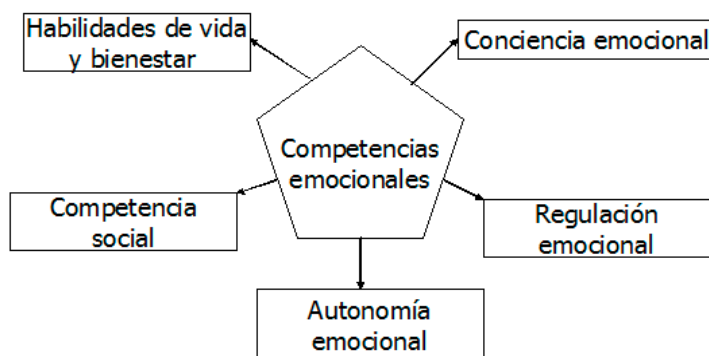 Habilidades de vida
y bienestar
Conciencia emocional
Competencias
emocionales
Competencia
social
Regulación
emocional
Autonomía
emocional